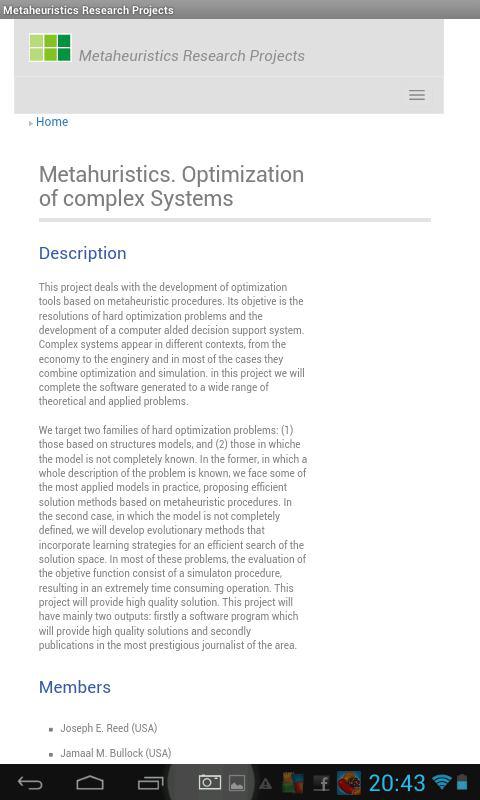 Metaheuristics Research Projects
Metaheuristics Research Projects
Home
Metahuristics. Optimization
of complex Systems
Description
This project deals with the development of optimization
tools based on metaheuristic procedures. Its objetive is the
resolutions of hard optimization problems and the
development of a computer alded decision support system.
Complex systems appear in different contexts, from the
economy to the enginery and in most of the cases they
combine optimization and simulation. in this project we will
complete the software generated to a wide range of
theoretical and applied problems.
We target two families of hard optimization problems: (1)
those based on structures models, and (2) those in whiche
the model is not completely known. In the former, in which a
whole description of the problem is known, we face some of
the most applied models in practice, proposing efficient
solution methods based on metaheuristic procedures. In
the second case, in which the model is not completely
defined, we will develop evolutionary methods that
incorporate learning strategies for an efficient search of the
solution space. In most of these problems, the evaluation of
the objetive function consist of a simulaton procedure,
resulting in an extremely time consuming operation. This
project will provide high quality solution. This project will
have mainly two outputs: firstly a software program which
will provide high quality solutions and secondly
publications in the most prestigious journalist of the area.
Members
Joseph E. Reed (USA)
Jamaal M. Bullock (USA)
20:43